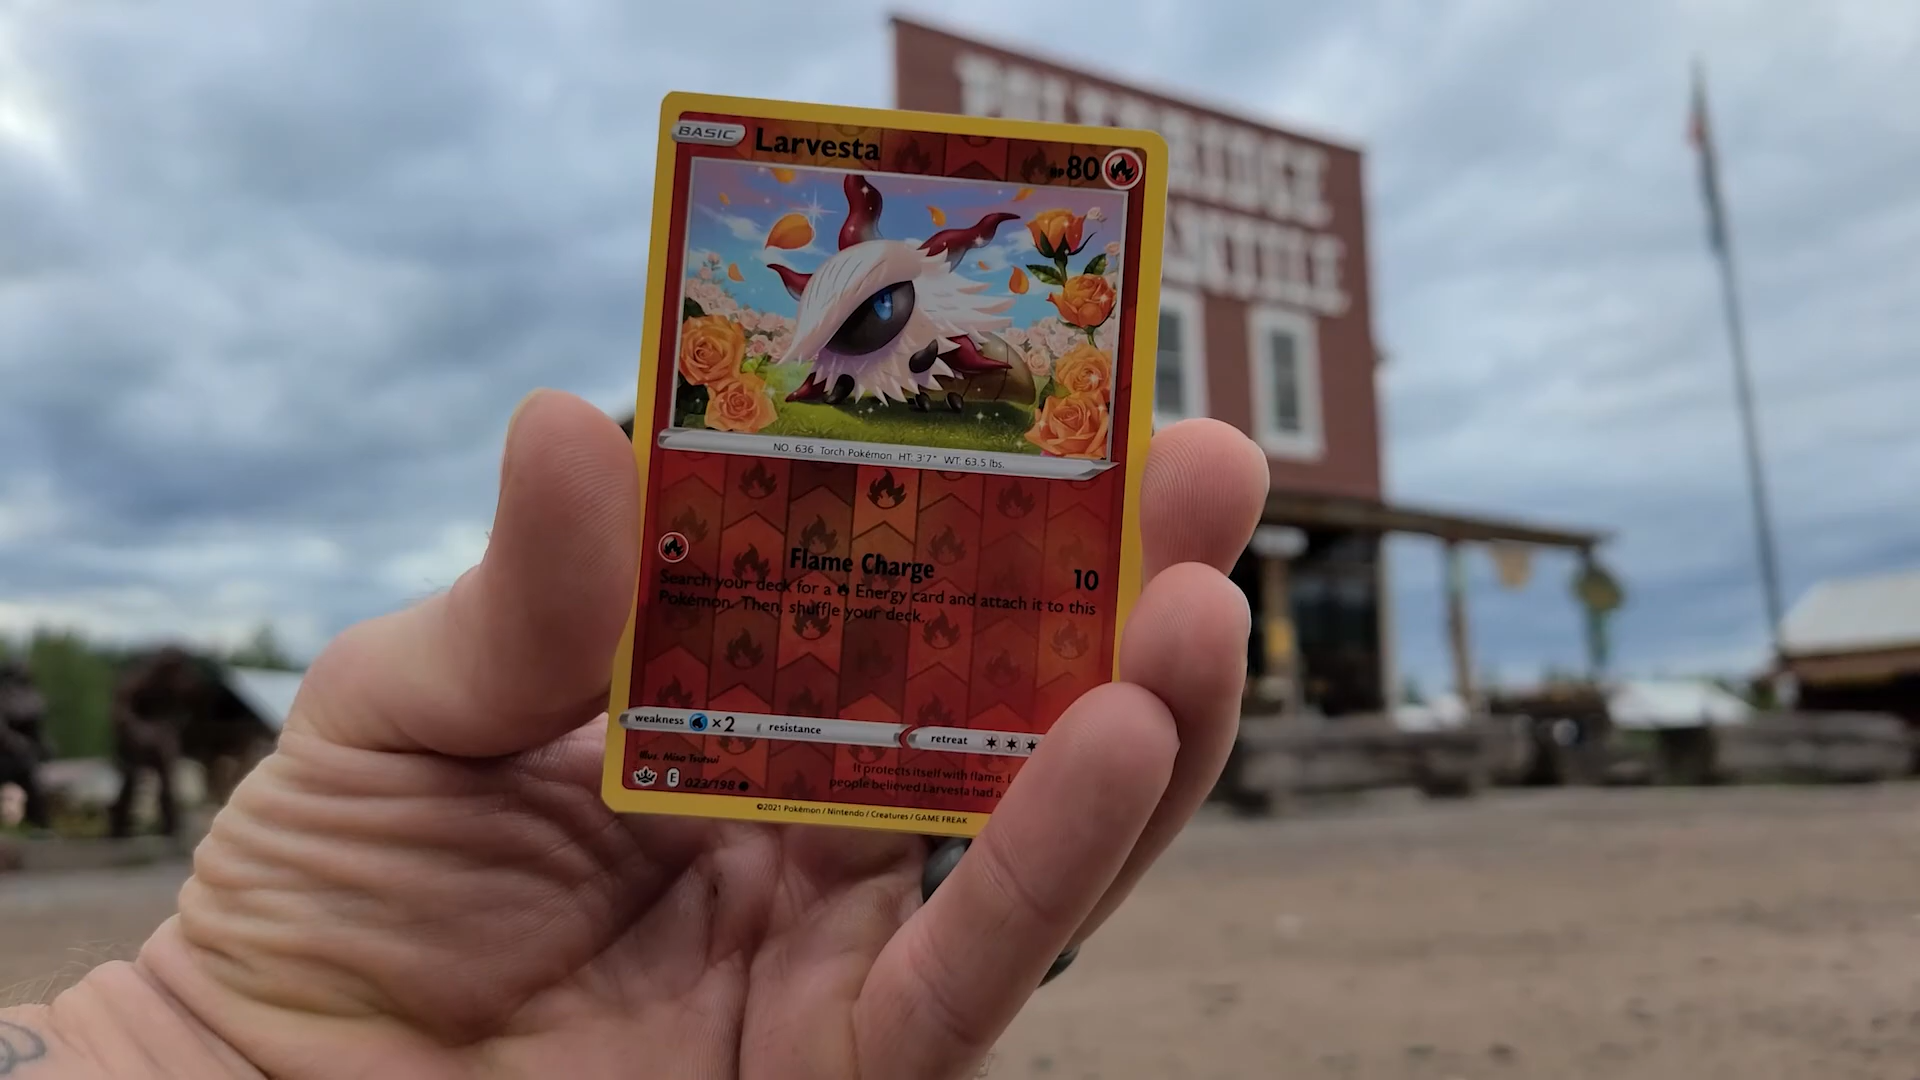 BASIC Larvesta HP 80
NO. 636 Torch Pokémon HT: 3'7" WT: 63.5 lbs.
Flame Charge 10
Search your deck for a Energy card and attach it to this
Pokémon. Then, shuffle your deck.
weakness ×2 resistance retreat
Illus. Misa Tsutsui
It protects itself with flame.
people believed Larvesta had a
E 023/198
©2021 Pokémon / Nintendo / Creatures / GAME FREAK